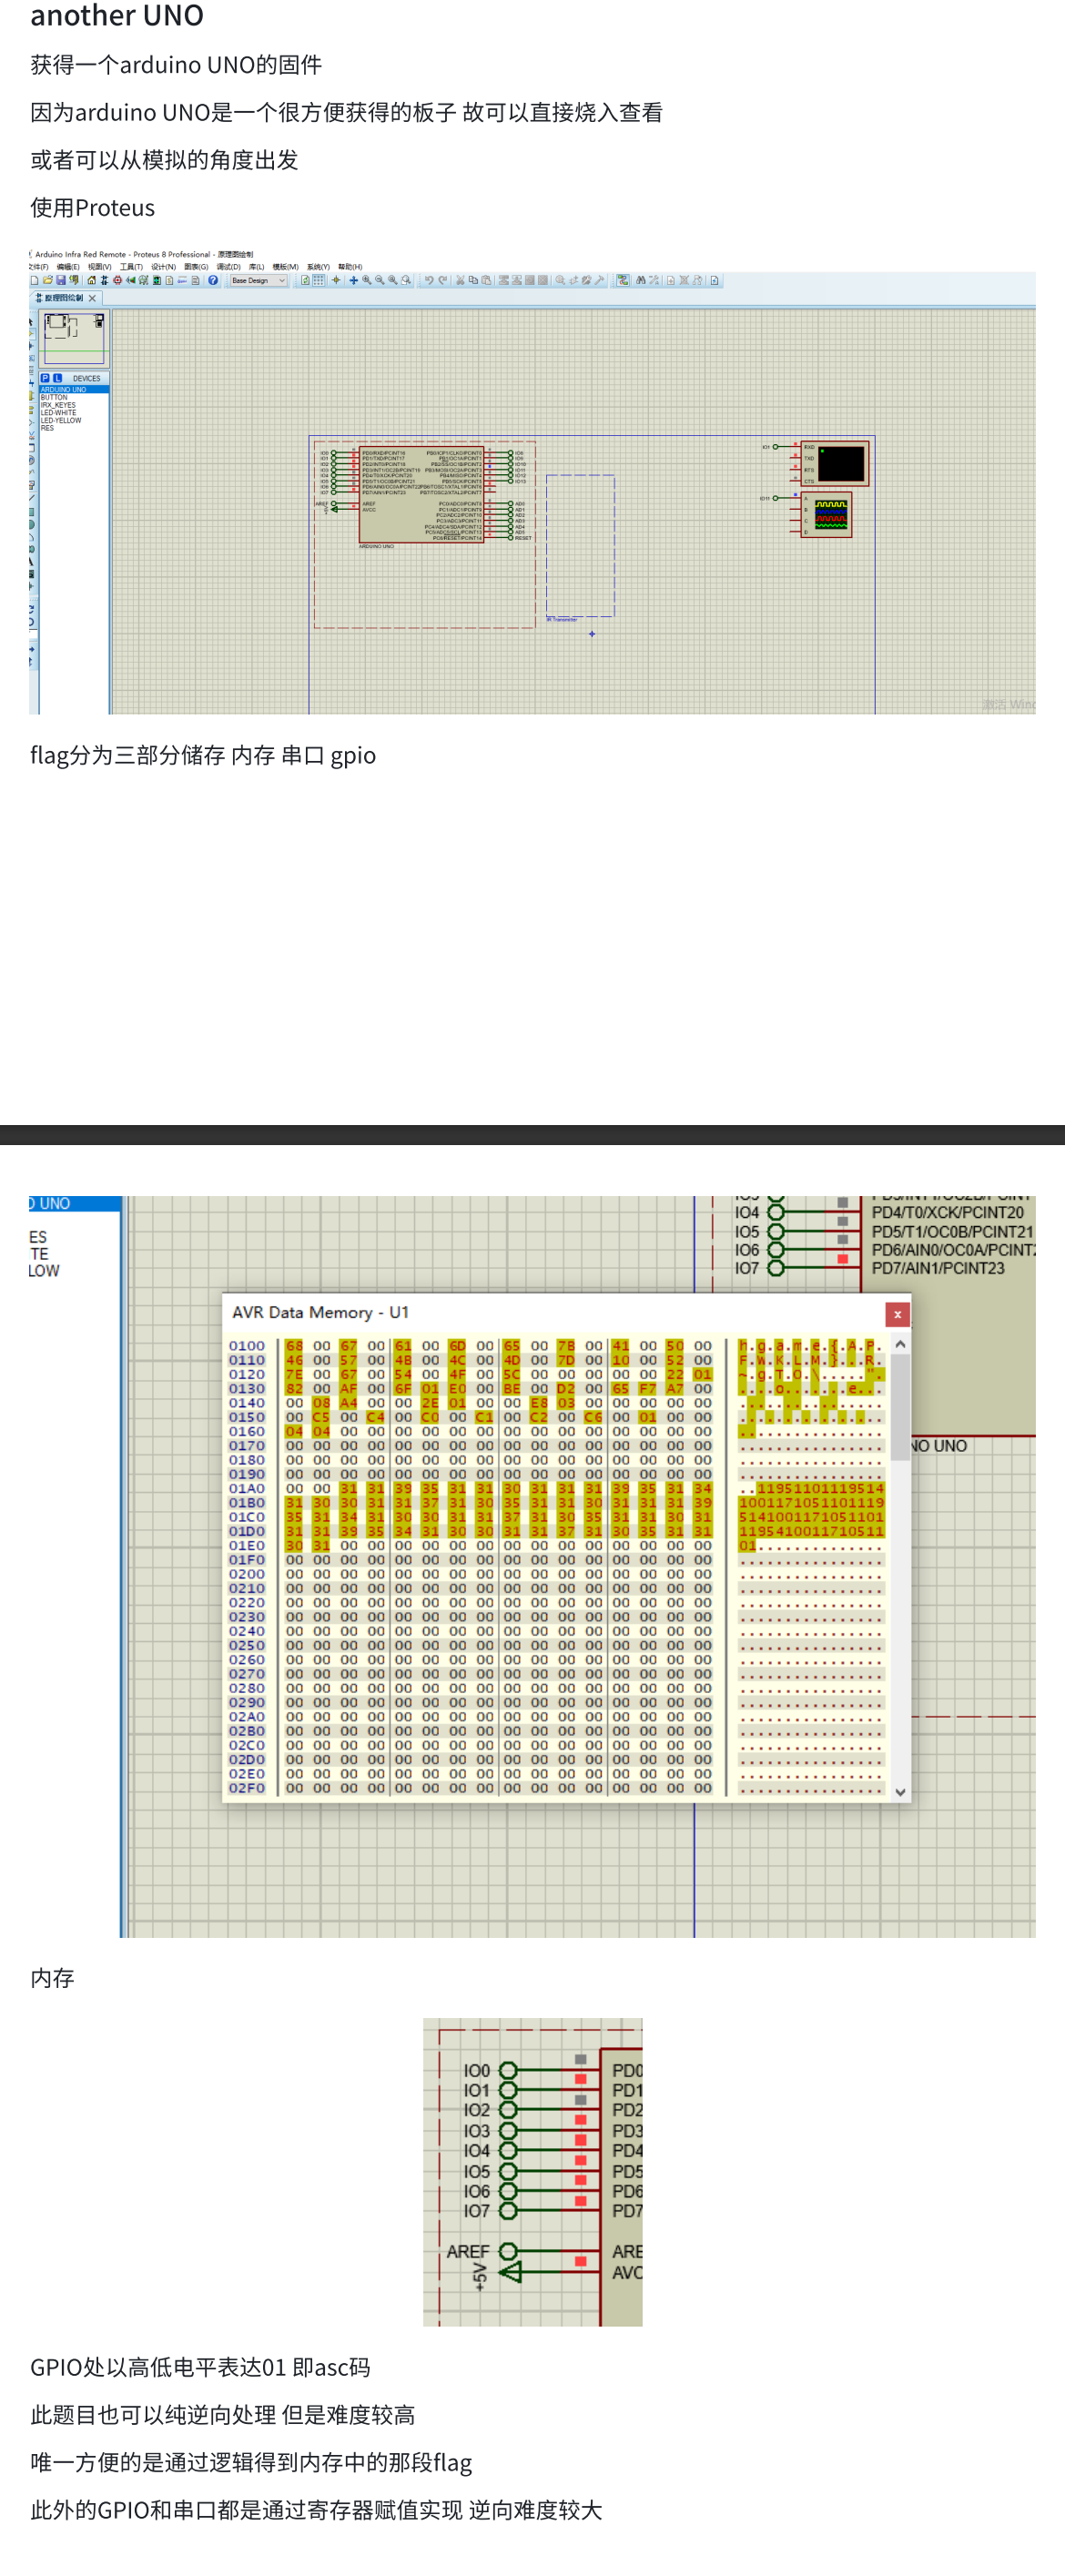 another UNO
获得一个arduino UNO的固件
因为arduino UNO是一个很方便获得的板子 故可以直接烧入查看
或者可以从模拟的角度出发
使用Proteus
Arduino Infra Red Remote - Proteus 8 Professional - 原理图绘制
文件(F) 编辑(E) 视图(V) 工具(T) 设计(N) 图表(G) 调试(D) 库(L) 模版(M) 系统(Y) 帮助(H)
Base Design
原理图绘制
P L DEVICES
ARDUINO UNO
BUTTON
IRX_KEYES
LED-WHITE
LED-YELLOW
RES
ARDUINO UNO
RXD
TXD
RTS
CTS
A
B
C
D
激活 Winc
flag分为三部分储存 内存 串口 gpio
O UNO
ES
TE
LOW
IO4 PD4/T0/XCK/PCINT20
IO5 PD5/T1/OC0B/PCINT21
IO6 PD6/AIN0/OC0A/PCINT
IO7 PD7/AIN1/PCINT23
AVR Data Memory - U1
0100 68 00 67 00 61 00 6D 00 65 00 7B 00 41 00 50 00 h.g.a.m.e.{.A.P.
0110 46 00 57 00 4B 00 4C 00 4D 00 7D 00 10 00 52 00 F.W.K.L.M.}...R.
0120 7E 00 67 00 54 00 4F 00 5C 00 00 00 00 00 22 01 ~.g.T.O.\.....".
0130 82 00 AF 00 6F 01 E0 00 BE 00 D2 00 65 F7 A7 00 ....o.......e...
0140 00 08 A4 00 00 2E 01 00 00 E8 03 00 00 00 00 00
0150 00 C5 00 C4 00 C0 00 C1 00 C2 00 C6 00 01 00 00
0160 04 04 00 00 00 00 00 00 00 00 00 00 00 00 00 00
0170 00 00 00 00 00 00 00 00 00 00 00 00 00 00 00 00
0180 00 00 00 00 00 00 00 00 00 00 00 00 00 00 00 00
0190 00 00 00 00 00 00 00 00 00 00 00 00 00 00 00 00
01A0 00 00 31 31 39 35 31 31 30 31 31 31 39 35 31 34 ..11951101119514
01B0 31 30 30 31 31 37 31 30 35 31 31 30 31 31 31 39 1001171051101119
01C0 35 31 34 31 30 30 31 31 37 31 30 35 31 31 30 31 5141001171051101
01D0 31 31 39 35 34 31 30 30 31 31 37 31 30 35 31 31 1195410011710511
01E0 30 31 00 00 00 00 00 00 00 00 00 00 00 00 00 00 01..............
01F0 00 00 00 00 00 00 00 00 00 00 00 00 00 00 00 00
0200 00 00 00 00 00 00 00 00 00 00 00 00 00 00 00 00
0210 00 00 00 00 00 00 00 00 00 00 00 00 00 00 00 00
0220 00 00 00 00 00 00 00 00 00 00 00 00 00 00 00 00
0230 00 00 00 00 00 00 00 00 00 00 00 00 00 00 00 00
0240 00 00 00 00 00 00 00 00 00 00 00 00 00 00 00 00
0250 00 00 00 00 00 00 00 00 00 00 00 00 00 00 00 00
0260 00 00 00 00 00 00 00 00 00 00 00 00 00 00 00 00
0270 00 00 00 00 00 00 00 00 00 00 00 00 00 00 00 00
0280 00 00 00 00 00 00 00 00 00 00 00 00 00 00 00 00
0290 00 00 00 00 00 00 00 00 00 00 00 00 00 00 00 00
02A0 00 00 00 00 00 00 00 00 00 00 00 00 00 00 00 00
02B0 00 00 00 00 00 00 00 00 00 00 00 00 00 00 00 00
02C0 00 00 00 00 00 00 00 00 00 00 00 00 00 00 00 00
02D0 00 00 00 00 00 00 00 00 00 00 00 00 00 00 00 00
02E0 00 00 00 00 00 00 00 00 00 00 00 00 00 00 00 00
02F0 00 00 00 00 00 00 00 00 00 00 00 00 00 00 00 00
NO UNO
内存
IO0 PD0
IO1 PD1
IO2 PD2
IO3 PD3
IO4 PD4
IO5 PD5
IO6 PD6
IO7 PD7
AREF ARE
+5V AVC
GPIO处以高低电平表达01 即asc码
此题目也可以纯逆向处理 但是难度较高
唯一方便的是通过逻辑得到内存中的那段flag
此外的GPIO和串口都是通过寄存器赋值实现 逆向难度较大